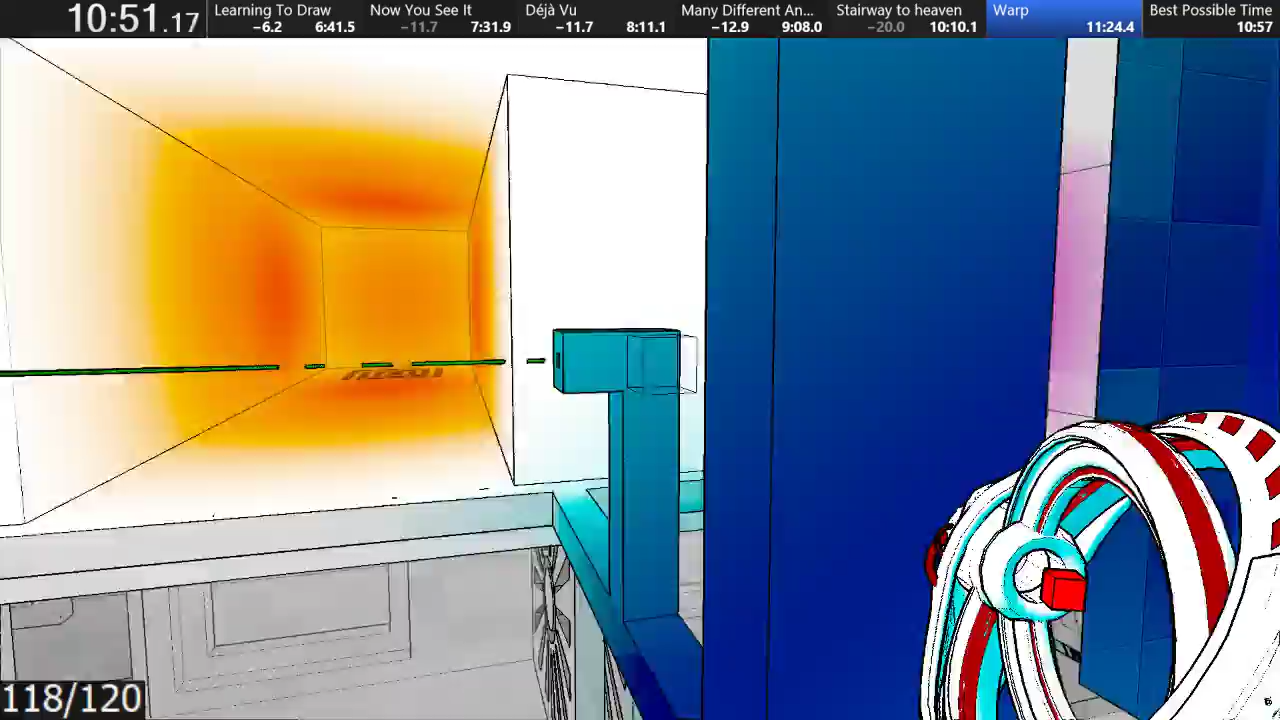 10:51.17
Learning To Draw
−6.2 6:41.5
Now You See It
−11.7 7:31.9
Déjà Vu
−11.7 8:11.1
Many Different An...
−12.9 9:08.0
Stairway to heaven
−20.0 10:10.1
Warp
11:24.4
Best Possible Time
10:57
118/120